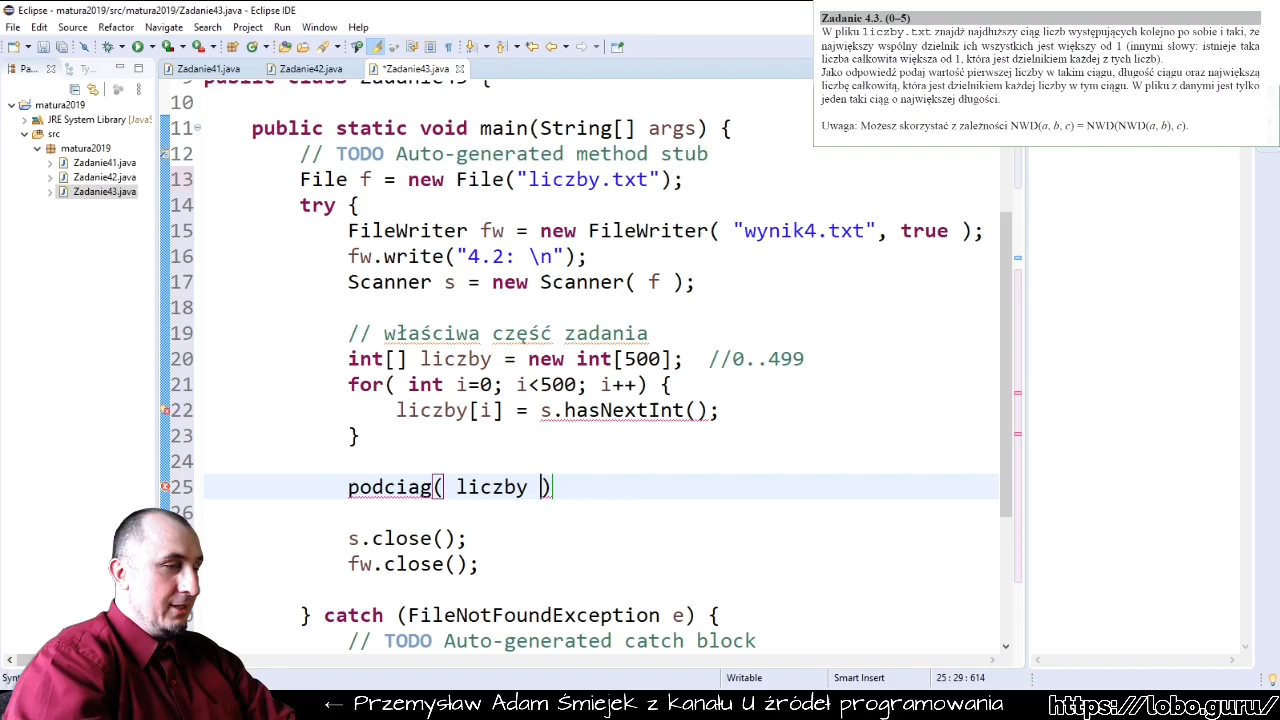 Eclipse - matura2019/src/matura2019/Zadanie43.java - Eclipse IDE
File Edit Source Refactor Navigate Search Project Run Window Help
Pa... Ty...
Zadanie41.java Zadanie42.java *Zadanie43.java
matura2019
JRE System Library [JavaS
src
matura2019
Zadanie41.java
Zadanie42.java
Zadanie43.java
10
11 public static void main(String[] args) {
12 // TODO Auto-generated method stub
13 File f = new File("liczby.txt");
14 try {
15 FileWriter fw = new FileWriter( "wynik4.txt", true );
16 fw.write("4.2: \n");
17 Scanner s = new Scanner( f );
18
19 // właściwa część zadania
20 int[] liczby = new int[500]; //0..499
21 for( int i=0; i<500; i++) {
22 liczby[i] = s.hasNextInt();
23 }
24
25 podciag( liczby )
26
s.close();
fw.close();
} catch (FileNotFoundException e) {
// TODO Auto-generated catch block
Zadanie 4.3. (0–5)
W pliku liczby.txt znajdź najdłuższy ciąg liczb występujących kolejno po sobie i taki, że
największy wspólny dzielnik ich wszystkich jest większy od 1 (innymi słowy: istnieje taka
liczba całkowita większa od 1, która jest dzielnikiem każdej z tych liczb).
Jako odpowiedź podaj wartość pierwszej liczby w takim ciągu, długość ciągu oraz największą
liczbę całkowitą, która jest dzielnikiem każdej liczby w tym ciągu. W pliku z danymi jest tylko
jeden taki ciąg o największej długości.
Uwaga: Możesz skorzystać z zależności NWD(a, b, c) = NWD(NWD(a, b), c).
Writable Smart Insert 25 : 29 : 614
← Przemysław Adam Śmiejek z kanału U źródeł programowania https://lobo.guru/